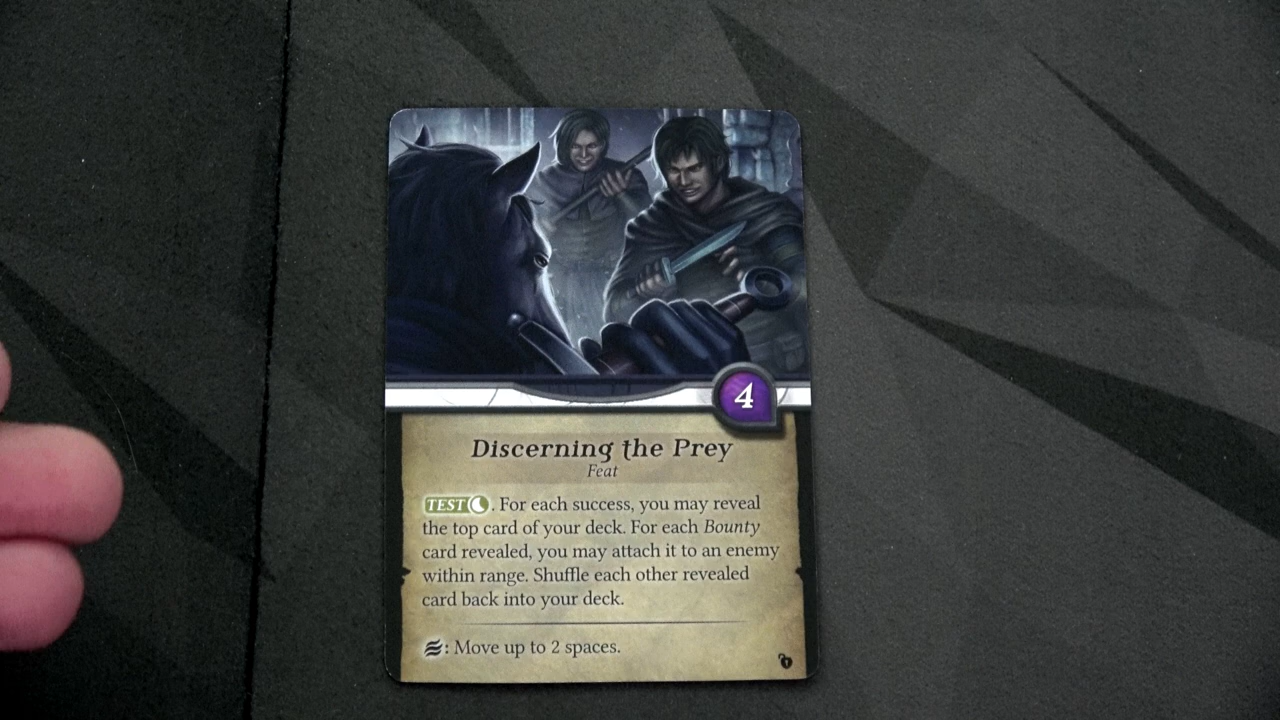 4
Discerning the Prey
Feat
TEST. For each success, you may reveal
the top card of your deck. For each Bounty
card revealed, you may attach it to an enemy
within range. Shuffle each other revealed
card back into your deck.
: Move up to 2 spaces.